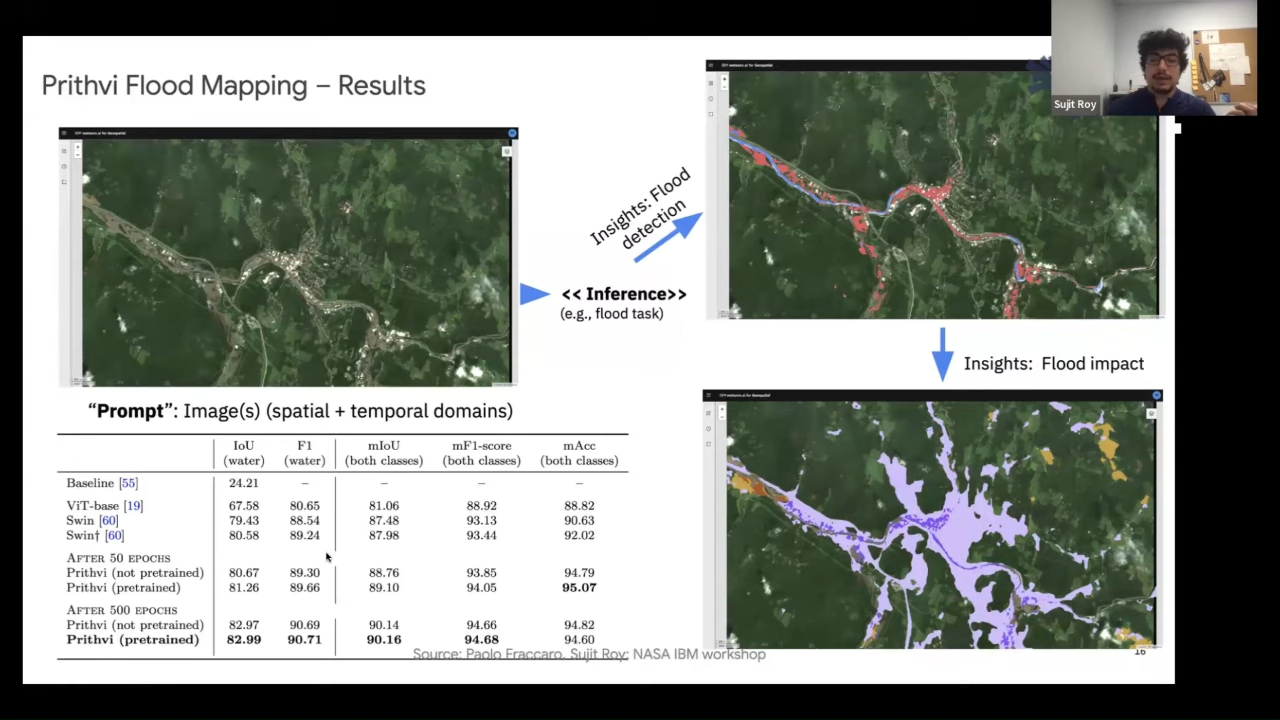 Prithvi Flood Mapping – Results
Sujit Roy
Insights: Flood
detection
<< Inference>>
(e.g., flood task)
Insights: Flood impact
“Prompt”: Image(s) (spatial + temporal domains)
IoU F1 mIoU mF1-score mAcc
(water) (water) (both classes) (both classes) (both classes)
Baseline [55] 24.21 – – – –
ViT-base [19] 67.58 80.65 81.06 88.92 88.82
Swin [60] 79.43 88.54 87.48 93.13 90.63
Swin† [60] 80.58 89.24 87.98 93.44 92.02
AFTER 50 EPOCHS
Prithvi (not pretrained) 80.67 89.30 88.76 93.85 94.79
Prithvi (pretrained) 81.26 89.66 89.10 94.05 95.07
AFTER 500 EPOCHS
Prithvi (not pretrained) 82.97 90.69 90.14 94.66 94.82
Prithvi (pretrained) 82.99 90.71 90.16 94.68 94.60
Source: Paolo Fraccaro, Sujit Roy; NASA IBM workshop
16